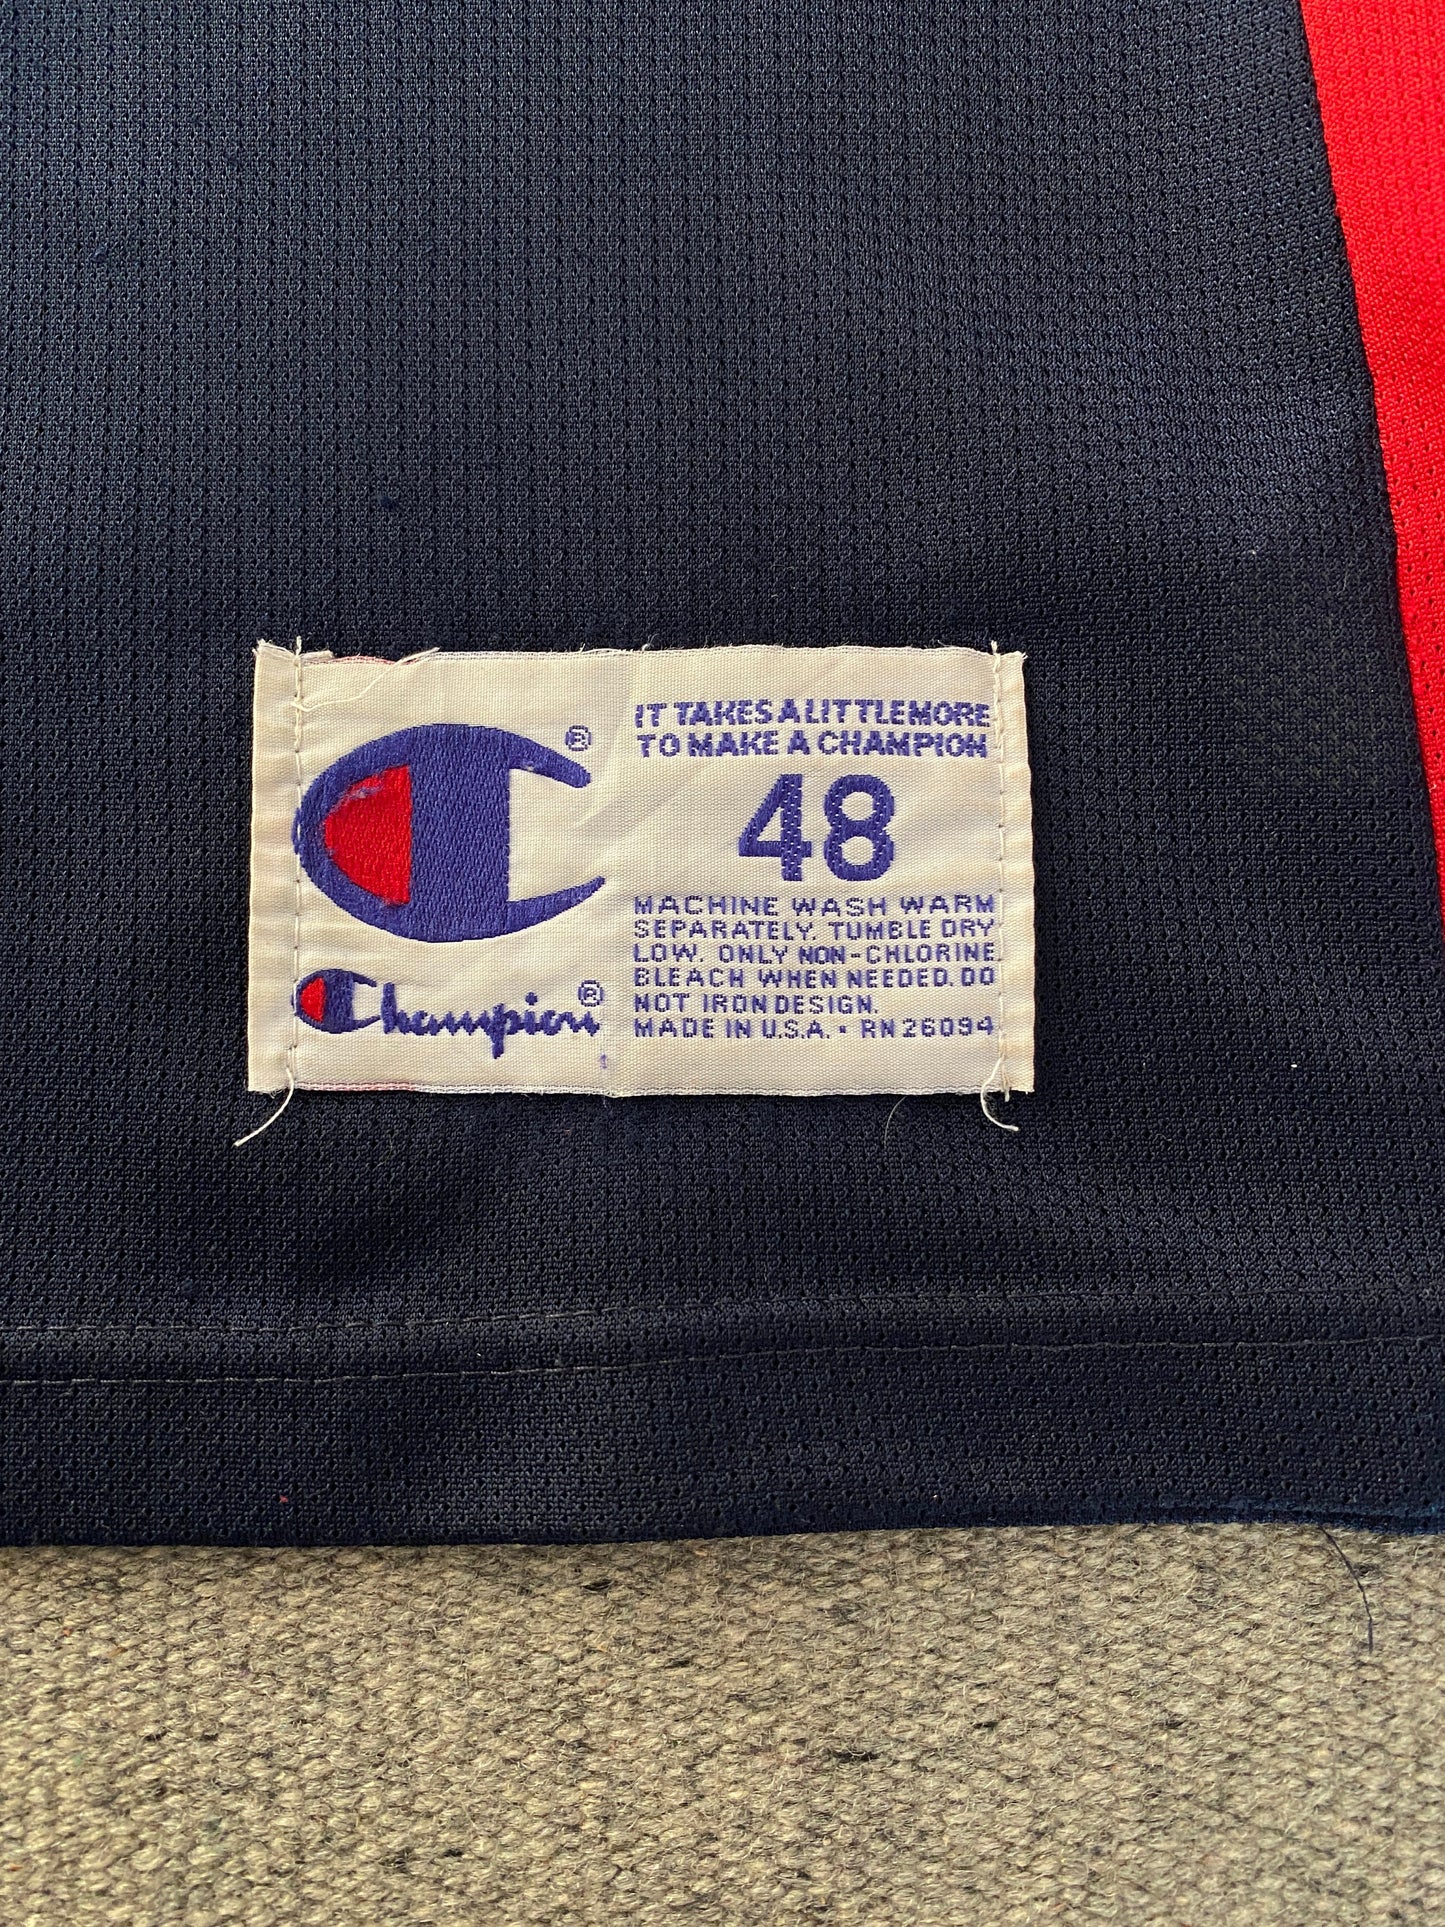 ®
Champion®
IT TAKES A LITTLE MORE
TO MAKE A CHAMPION
48
MACHINE WASH WARM
SEPARATELY. TUMBLE DRY
LOW. ONLY NON-CHLORINE
BLEACH WHEN NEEDED. DO
NOT IRON DESIGN.
MADE IN U.S.A. • RN 26094